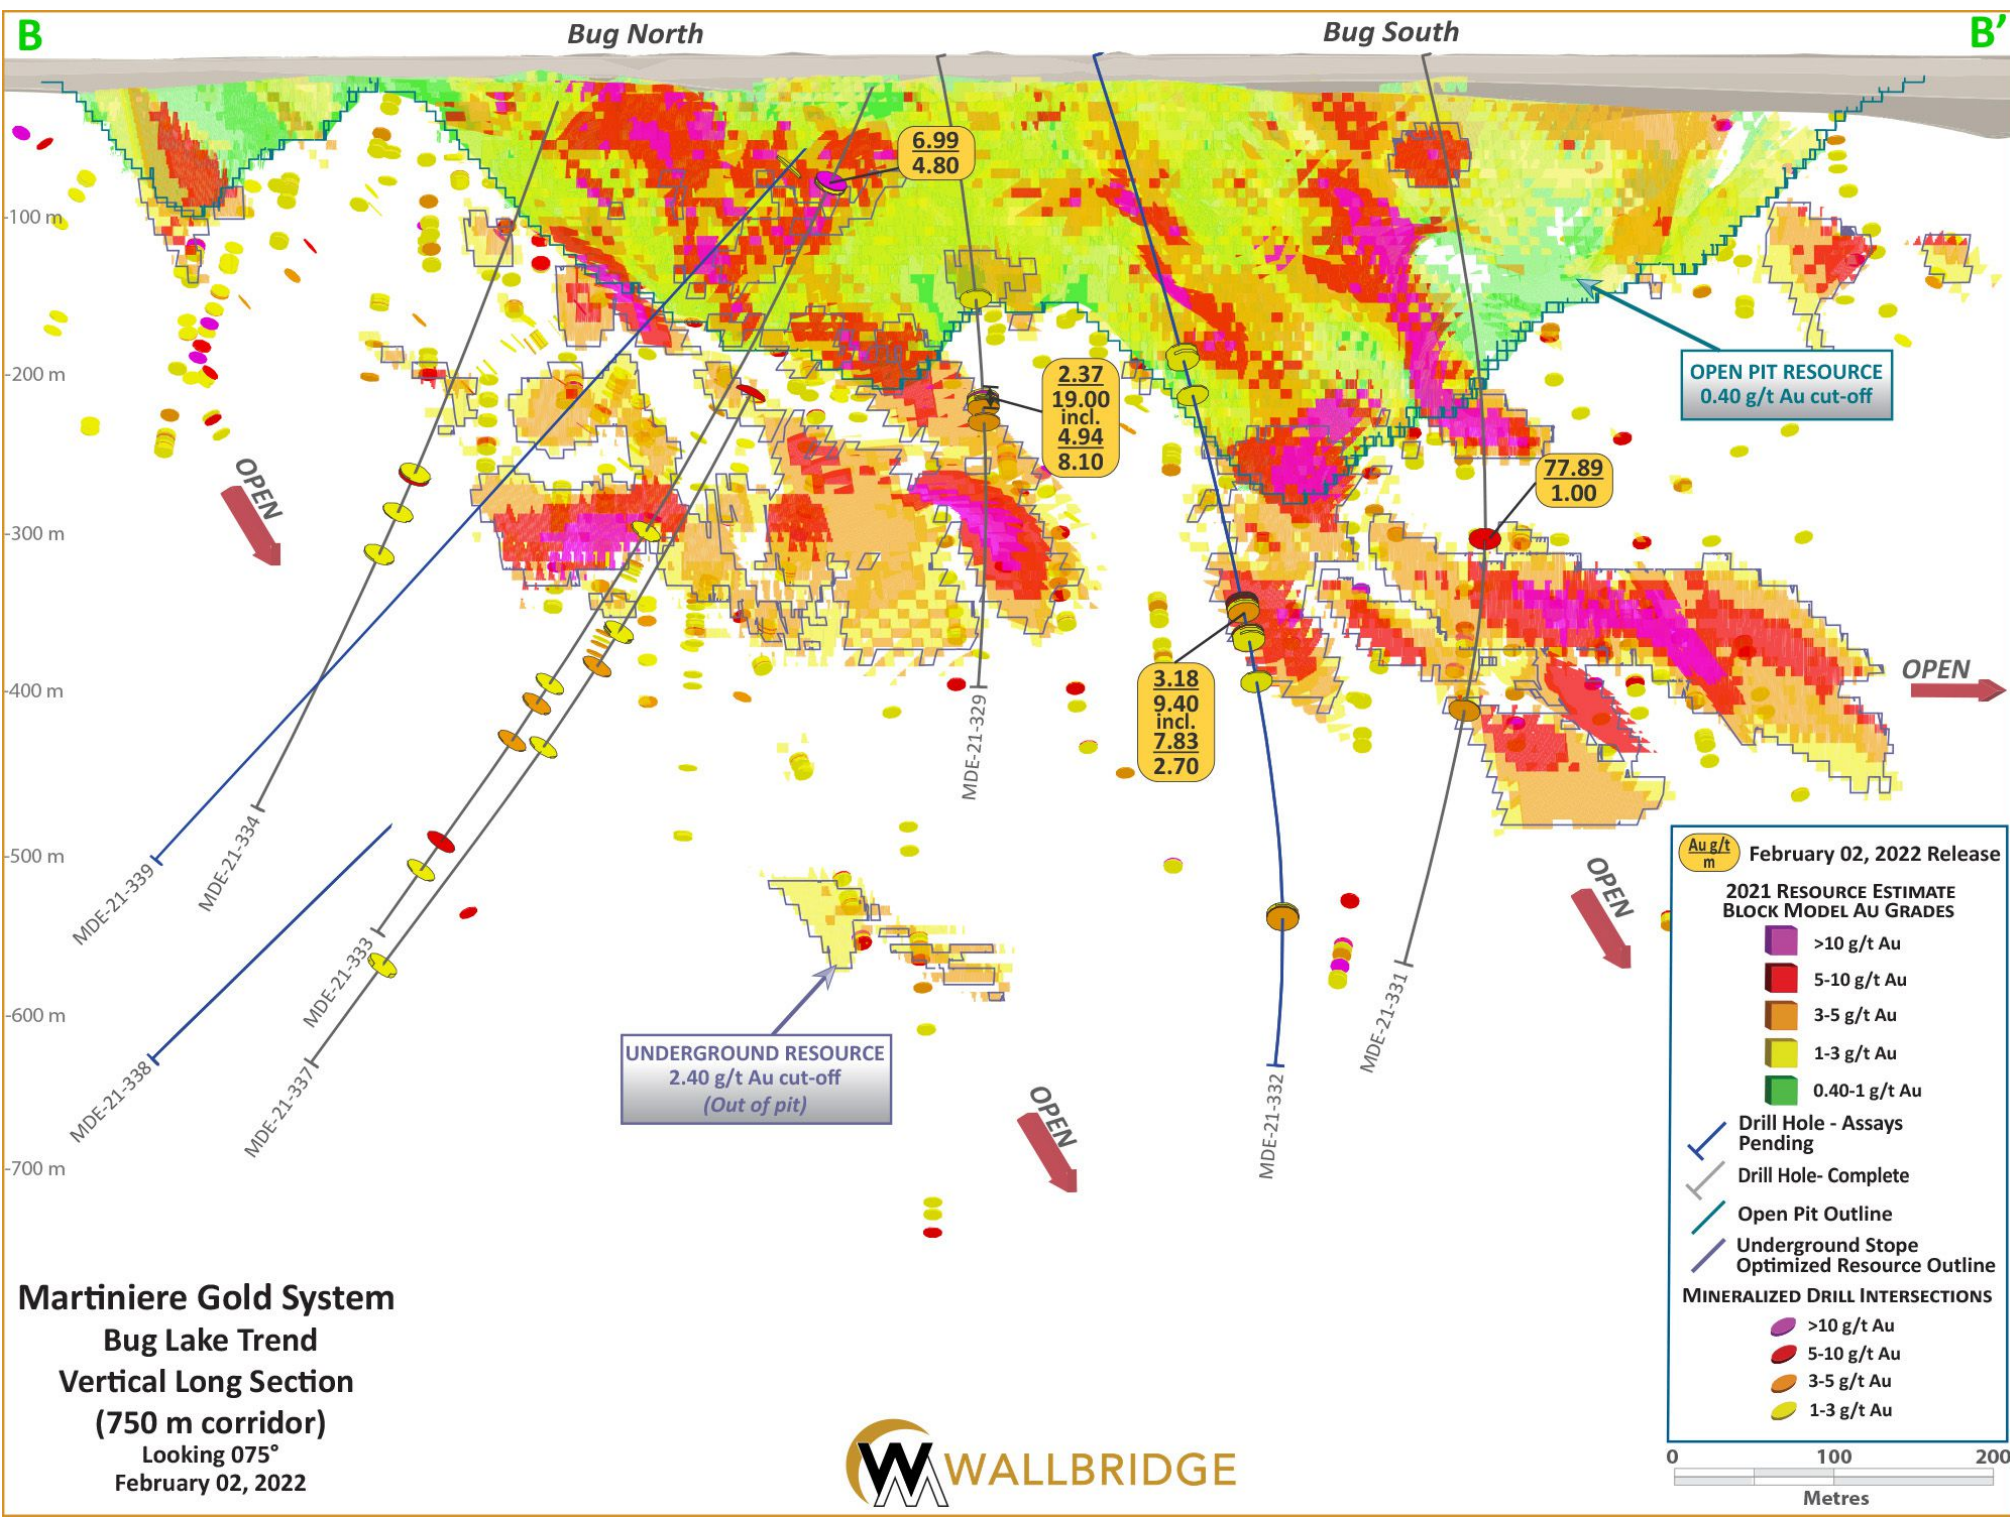 B
Bug North
Bug South
B'
-100 m
-200 m
-300 m
-400 m
-500 m
-600 m
-700 m
6.99
4.80
2.37
19.00
incl.
4.94
8.10
77.89
1.00
3.18
9.40
incl.
7.83
2.70
OPEN PIT RESOURCE
0.40 g/t Au cut-off
OPEN
OPEN
OPEN
OPEN
MDE-21-339
MDE-21-334
MDE-21-333
MDE-21-338
MDE-21-337
MDE-21-329
MDE-21-332
MDE-21-331
UNDERGROUND RESOURCE
2.40 g/t Au cut-off
(Out of pit)
Au g/t
m
February 02, 2022 Release
2021 RESOURCE ESTIMATE
BLOCK MODEL AU GRADES
>10 g/t Au
5-10 g/t Au
3-5 g/t Au
1-3 g/t Au
0.40-1 g/t Au
Drill Hole - Assays
Pending
Drill Hole- Complete
Open Pit Outline
Underground Stope
Optimized Resource Outline
MINERALIZED DRILL INTERSECTIONS
>10 g/t Au
5-10 g/t Au
3-5 g/t Au
1-3 g/t Au
0 100 200
Metres
Martiniere Gold System
Bug Lake Trend
Vertical Long Section
(750 m corridor)
Looking 075°
February 02, 2022
WALLBRIDGE